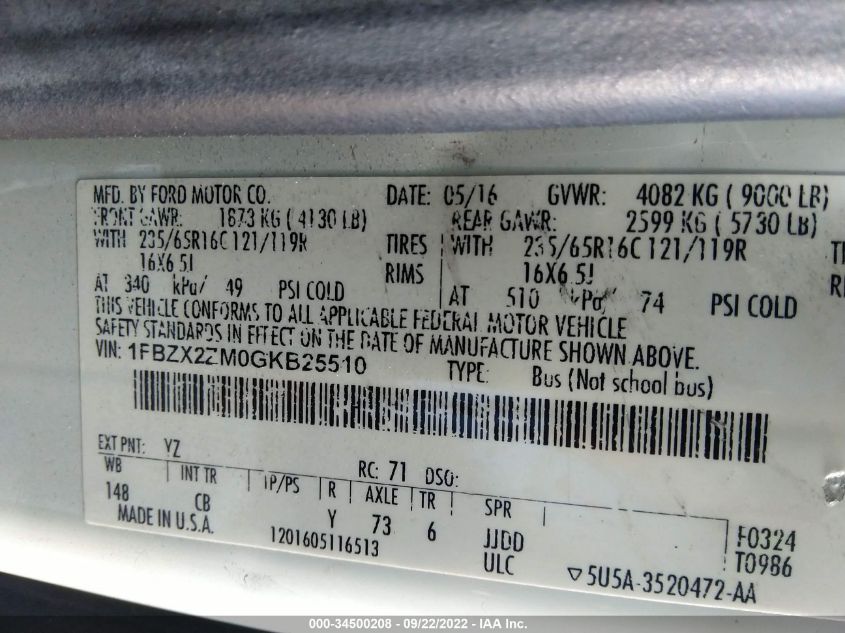 MFD. BY FORD MOTOR CO. DATE: 05/16 GVWR: 4082 KG ( 9000 LB)
FRONT GAWR: 1873 KG ( 4130 LB) REAR GAWR: 2599 KG ( 5730 LB)
WITH 235/65R16C 121/119R TIRES WITH 235/65R16C 121/119R
16X6.5J RIMS 16X6.5J
AT 340 kPa/ 49 PSI COLD AT 510 kPa/ 74 PSI COLD
THIS VEHICLE CONFORMS TO ALL APPLICABLE FEDERAL MOTOR VEHICLE
SAFETY STANDARDS IN EFFECT ON THE DATE OF MANUFACTURE SHOWN ABOVE.
VIN: 1FBZX2ZM0GKB25510 TYPE: Bus (Not school bus)
EXT PNT: YZ RC: 71 DSO:
WB INT TR TP/PS R AXLE TR SPR
148 CB Y 73 6 JJDD F0324
MADE IN U.S.A. 1201605116513 ULC T0986
▽5U5A-3520472-AA
000-34500208 - 09/22/2022 - IAA Inc.